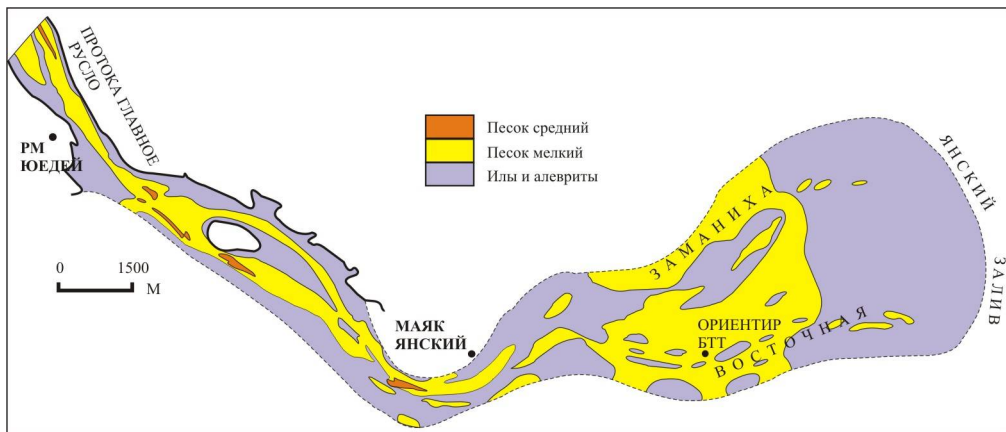 ПРОТОКА ГЛАВНОЕ
РУСЛО
РМ
ЮЕДЕЙ
Песок средний
Песок мелкий
Илы и алевриты
0 1500
М
МАЯК
ЯНСКИЙ
ЗАМАНИХА
ОРИЕНТИР
БТТ
ВОСТОЧНАЯ
ЯНСКИЙ
ЗАЛИВ